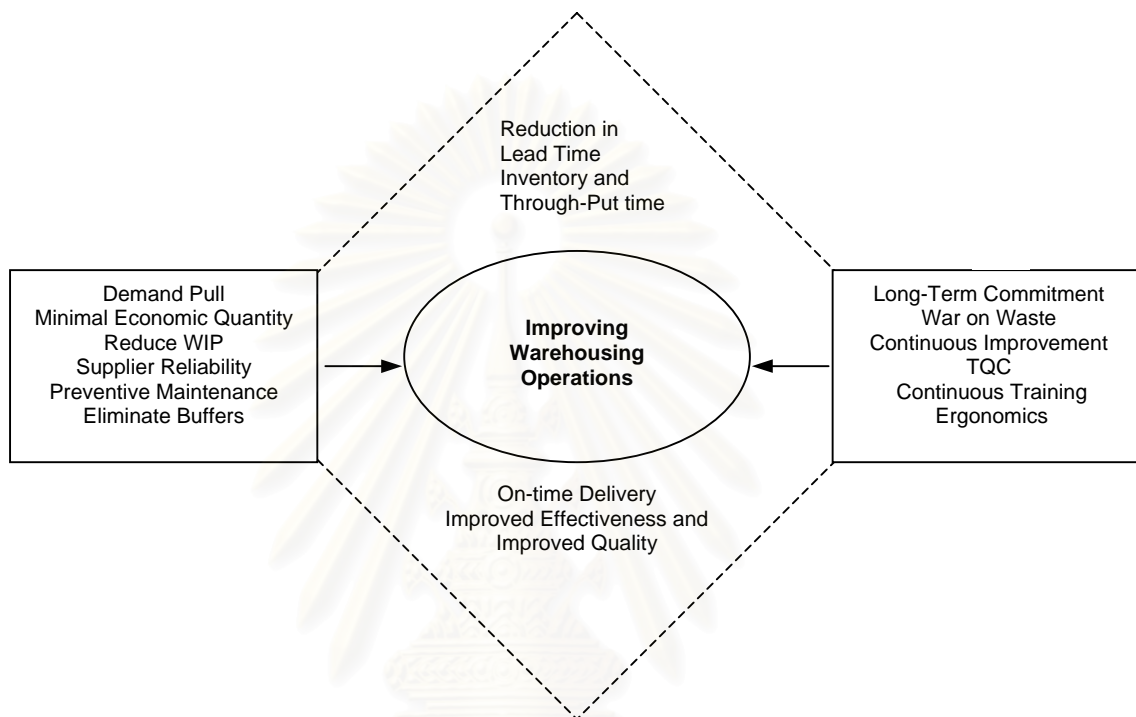 Reduction in
Lead Time
Inventory and
Through-Put time
Demand Pull
Minimal Economic Quantity
Reduce WIP
Supplier Reliability
Preventive Maintenance
Eliminate Buffers
Improving
Warehousing
Operations
Long-Term Commitment
War on Waste
Continuous Improvement
TQC
Continuous Training
Ergonomics
On-time Delivery
Improved Effectiveness and
Improved Quality